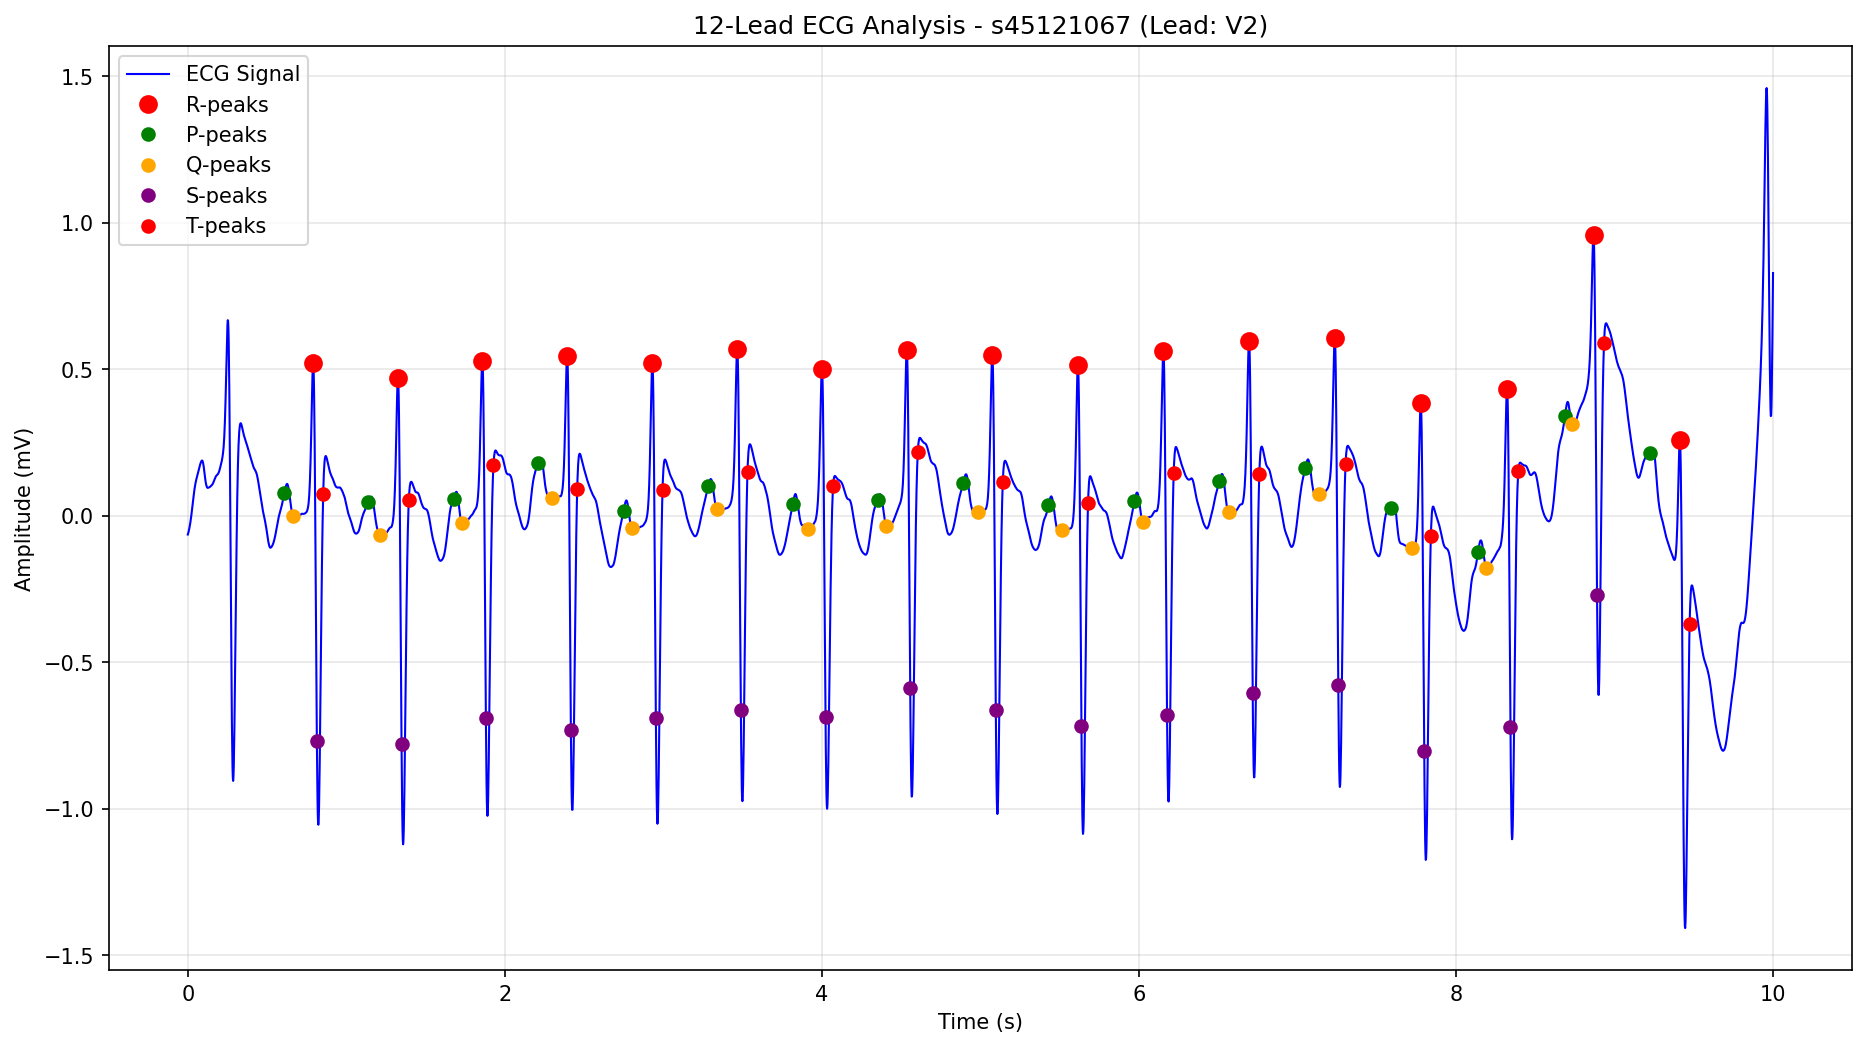 12-Lead ECG Analysis - s45121067 (Lead: V2)
ECG Signal
R-peaks
P-peaks
Q-peaks
S-peaks
T-peaks
1.5
1.0
0.5
0.0
−0.5
−1.0
−1.5
Amplitude (mV)
0 2 4 6 8 10
Time (s)